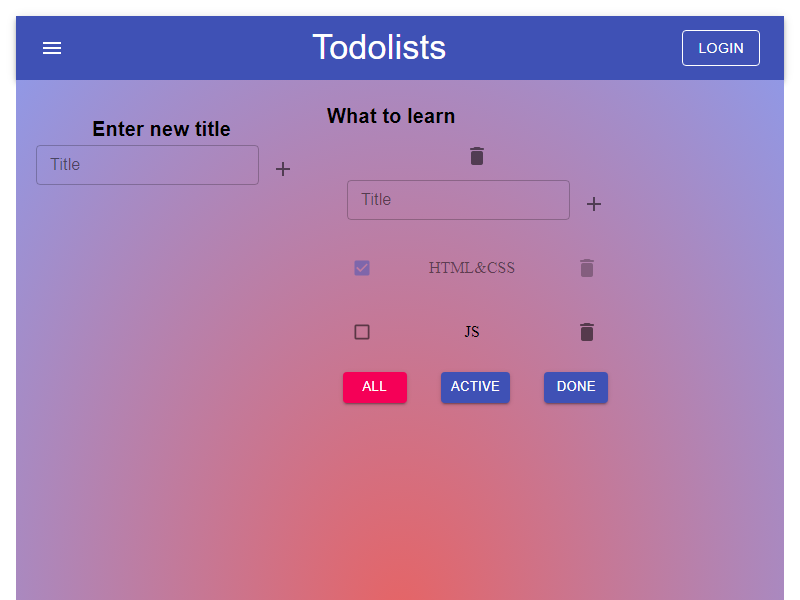 Todolists
LOGIN
Enter new title
Title
What to learn
Title
HTML&CSS
JS
ALL
ACTIVE
DONE